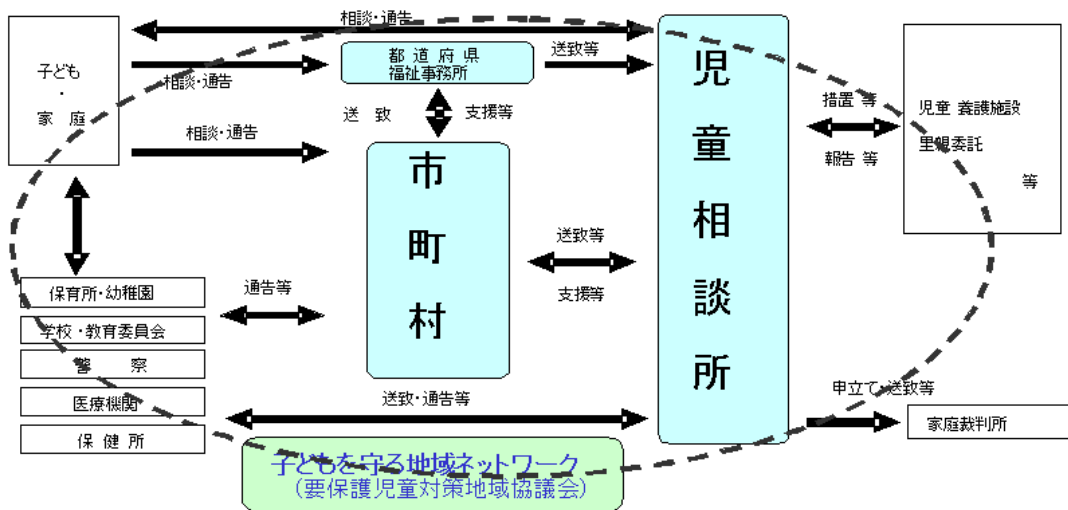 相談・通告
子ども
・
家 庭
相談・通告
都 道 府 県
福祉事務所
送致等
送 致
支援等
相談・通告
市町村
児童相談所
措置 等
報告 等
児童 養護施設
里親委託
等
送致等
支援等
保育所・幼稚園
学校・教育委員会
警 察
医療機関
保 健 所
通告等
送致・通告等
申立て・送致等
家庭裁判所
子どもを守る地域ネットワーク
(要保護児童対策地域協議会)